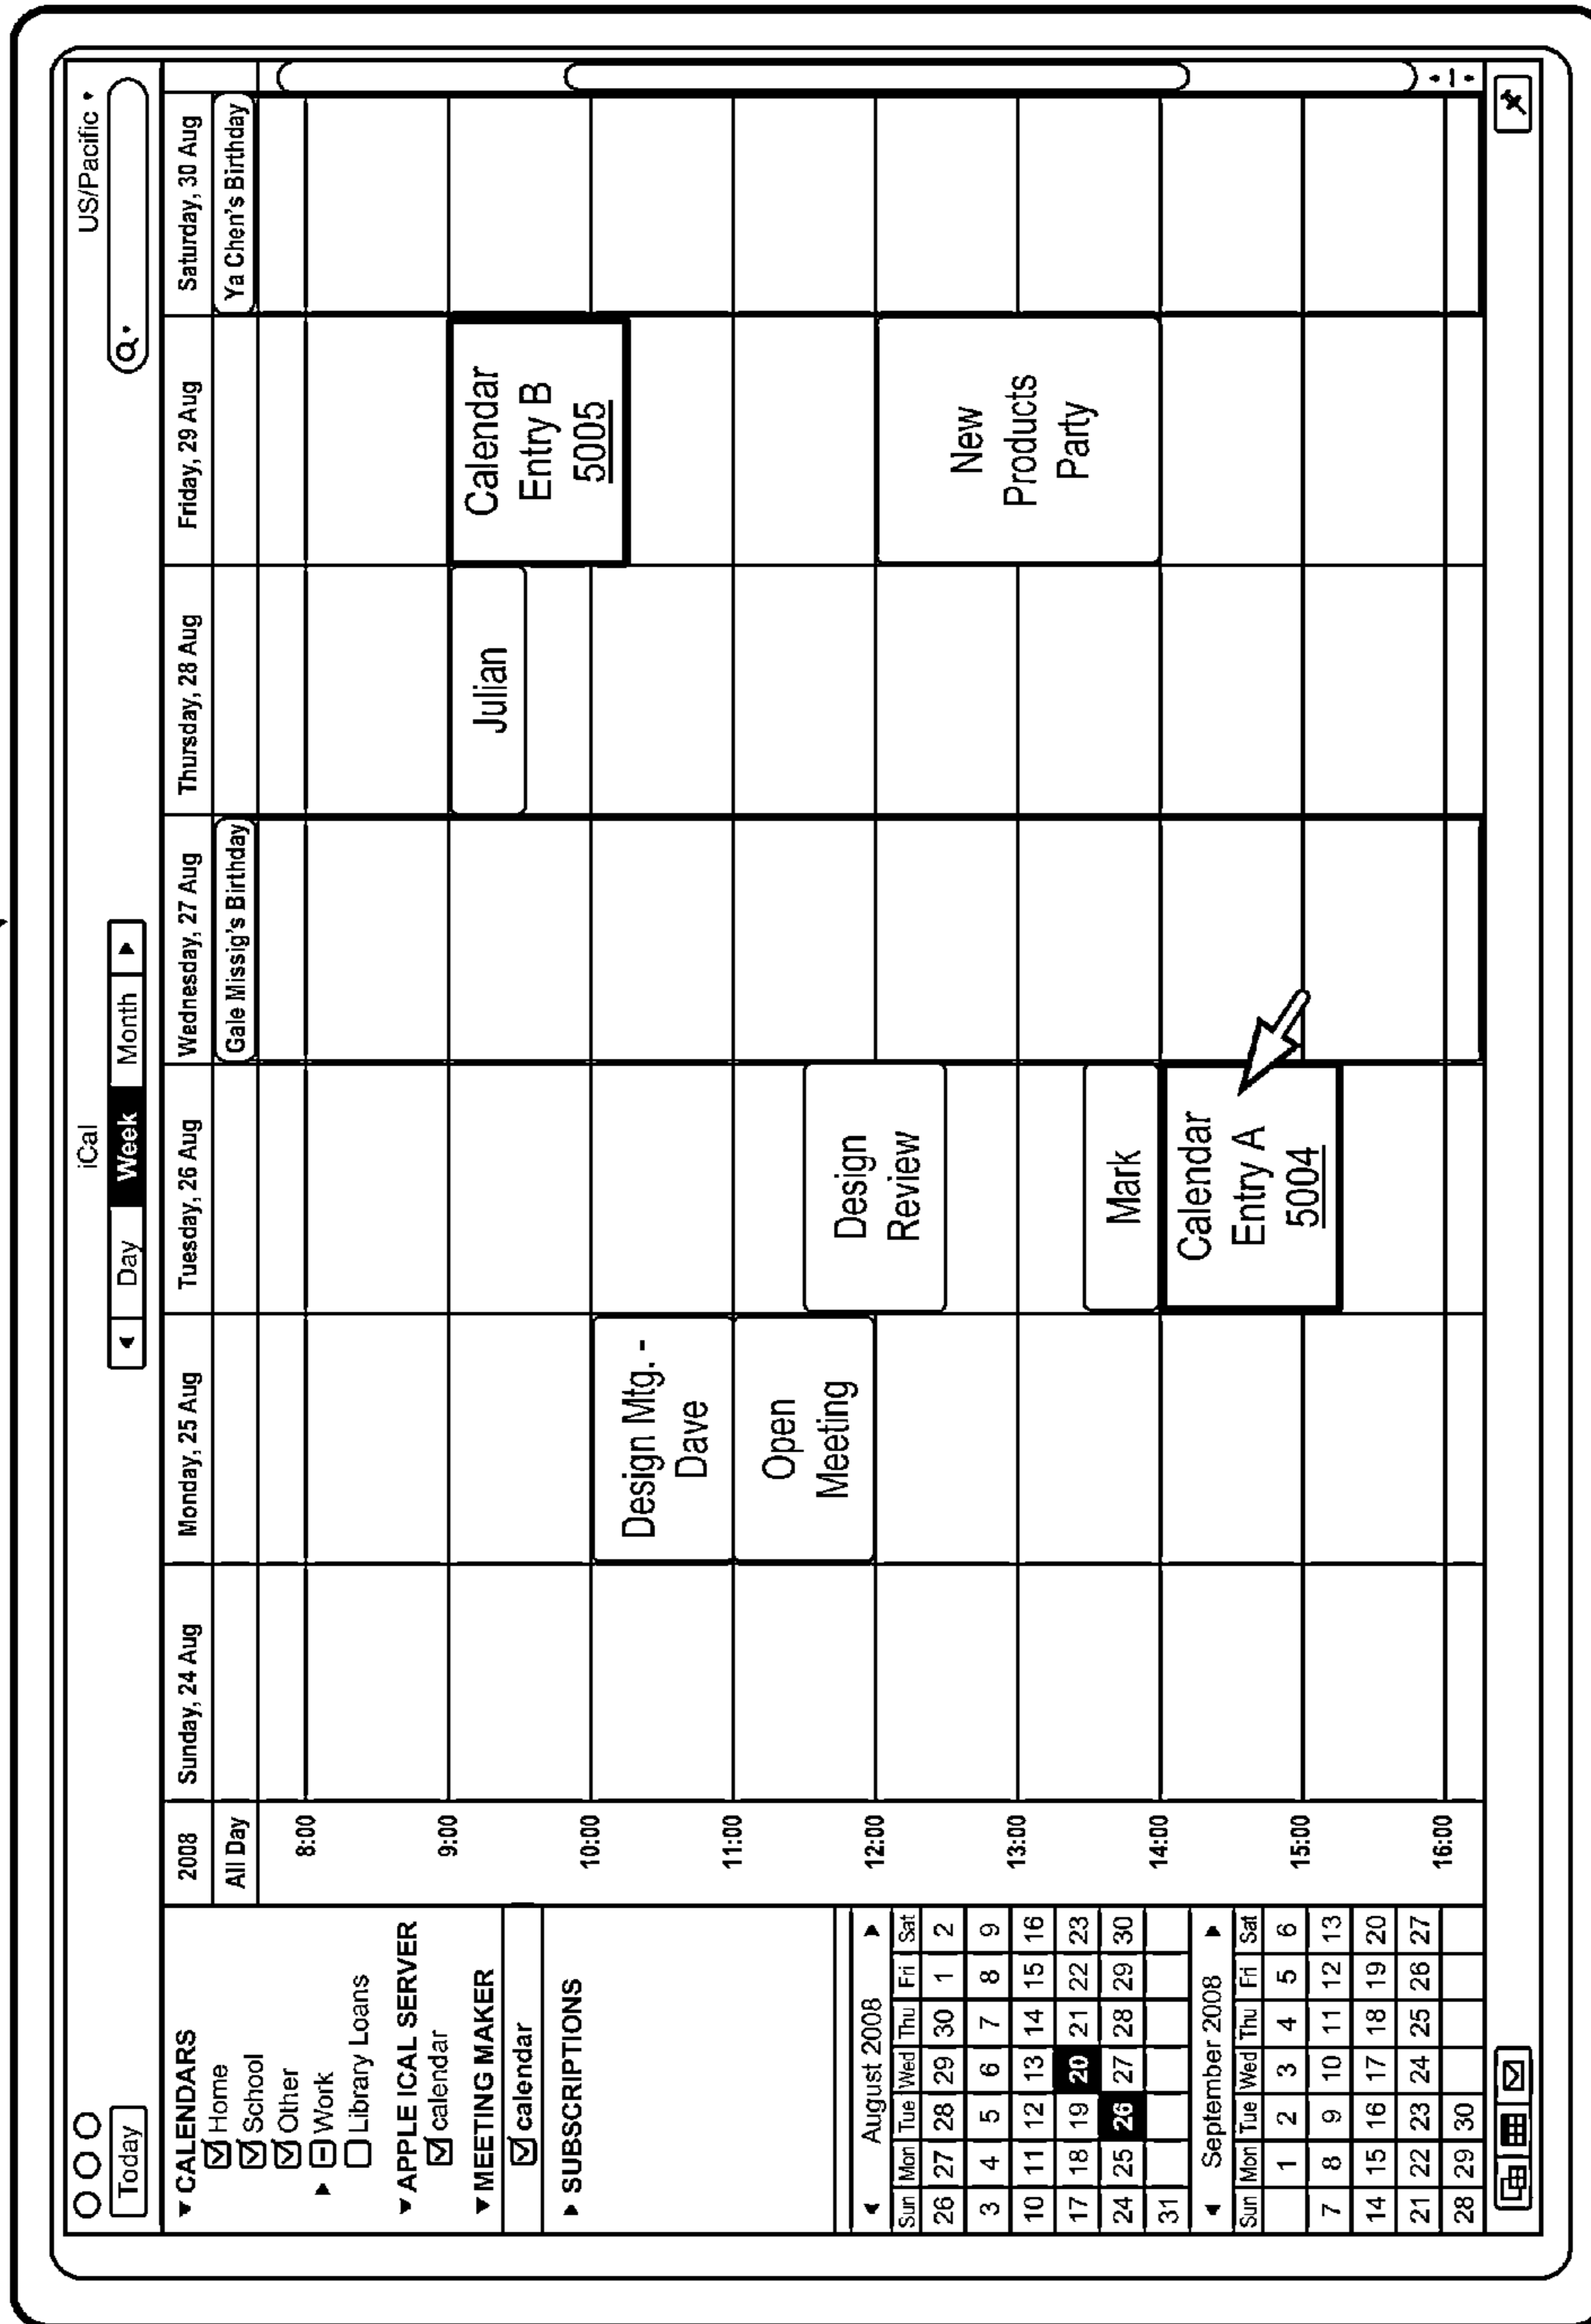 iCal
US/Pacific
Today
Day Week Month
CALENDARS
Home
School
Other
Work
Library Loans
APPLE ICAL SERVER
calendar
MEETING MAKER
calendar
SUBSCRIPTIONS
August 2008
Sun Mon Tue Wed Thu Fri Sat
26 27 28 29 30 1 2
3 4 5 6 7 8 9
10 11 12 13 14 15 16
17 18 19 20 21 22 23
24 25 26 27 28 29 30
31
September 2008
Sun Mon Tue Wed Thu Fri Sat
1 2 3 4 5 6
7 8 9 10 11 12 13
14 15 16 17 18 19 20
21 22 23 24 25 26 27
28 29 30
2008 Sunday, 24 Aug Monday, 25 Aug Tuesday, 26 Aug Wednesday, 27 Aug Thursday, 28 Aug Friday, 29 Aug Saturday, 30 Aug
All Day Gale Missig's Birthday Ya Chen's Birthday
8:00
9:00
10:00
11:00
12:00
13:00
14:00
15:00
16:00
Design Mtg. -
Dave
Open
Meeting
Design
Review
Mark
Calendar
Entry A
5004
Julian
Calendar
Entry B
5005
New
Products
Party